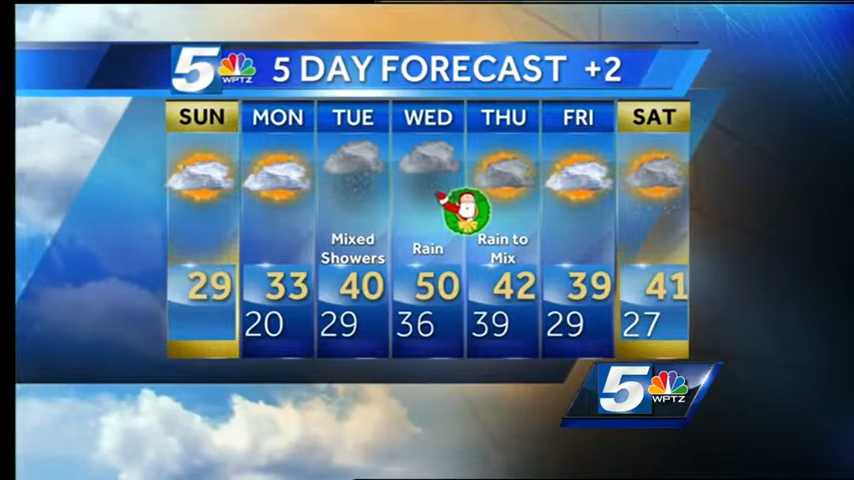 5 WPTZ 5 DAY FORECAST +2
SUN MON TUE WED THU FRI SAT
Mixed Showers
Rain
Rain to Mix
29 33 40 50 42 39 41
20 29 36 39 29 27
5 WPTZ